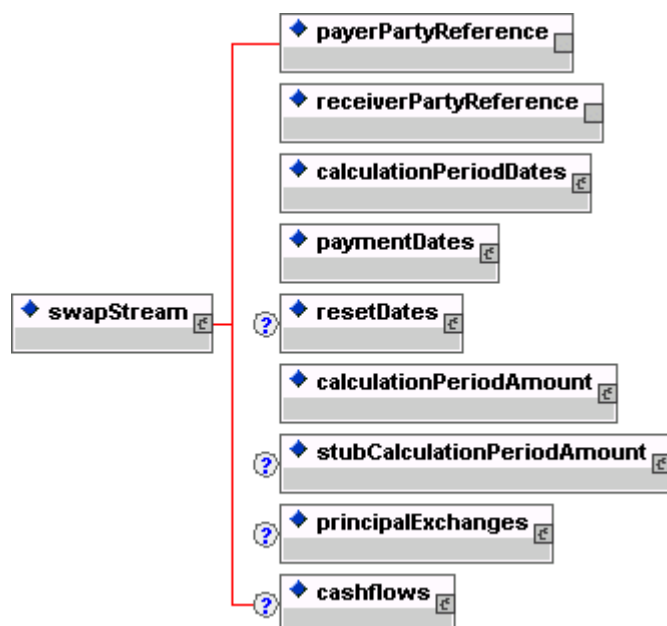 payerPartyReference
receiverPartyReference
calculationPeriodDates
paymentDates
swapStream
? resetDates
calculationPeriodAmount
? stubCalculationPeriodAmount
? principalExchanges
? cashflows